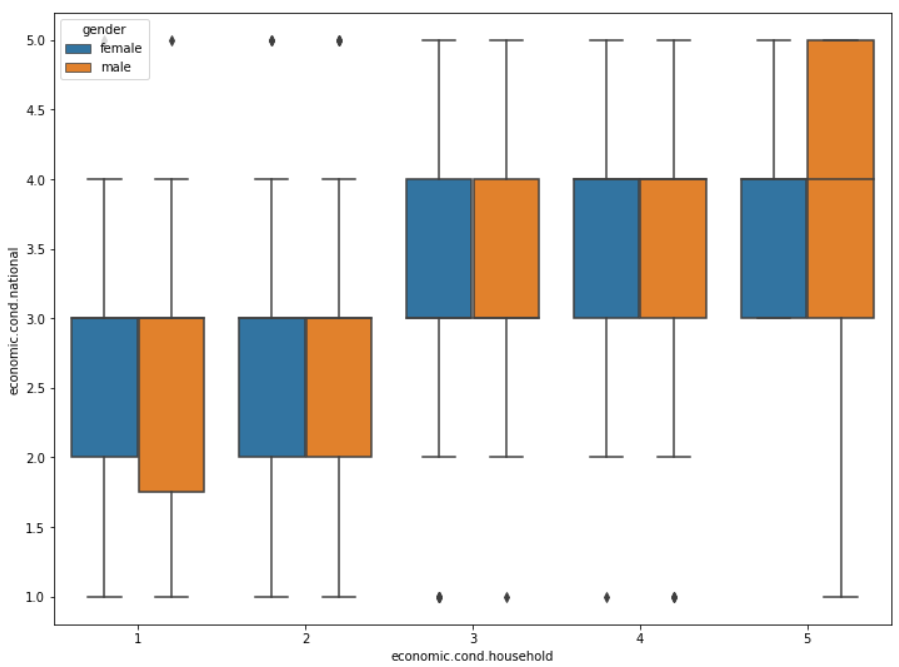 gender
female
male
5.0
4.5
4.0
3.5
3.0
2.5
2.0
1.5
1.0
economic.cond.national
1 2 3 4 5
economic.cond.household